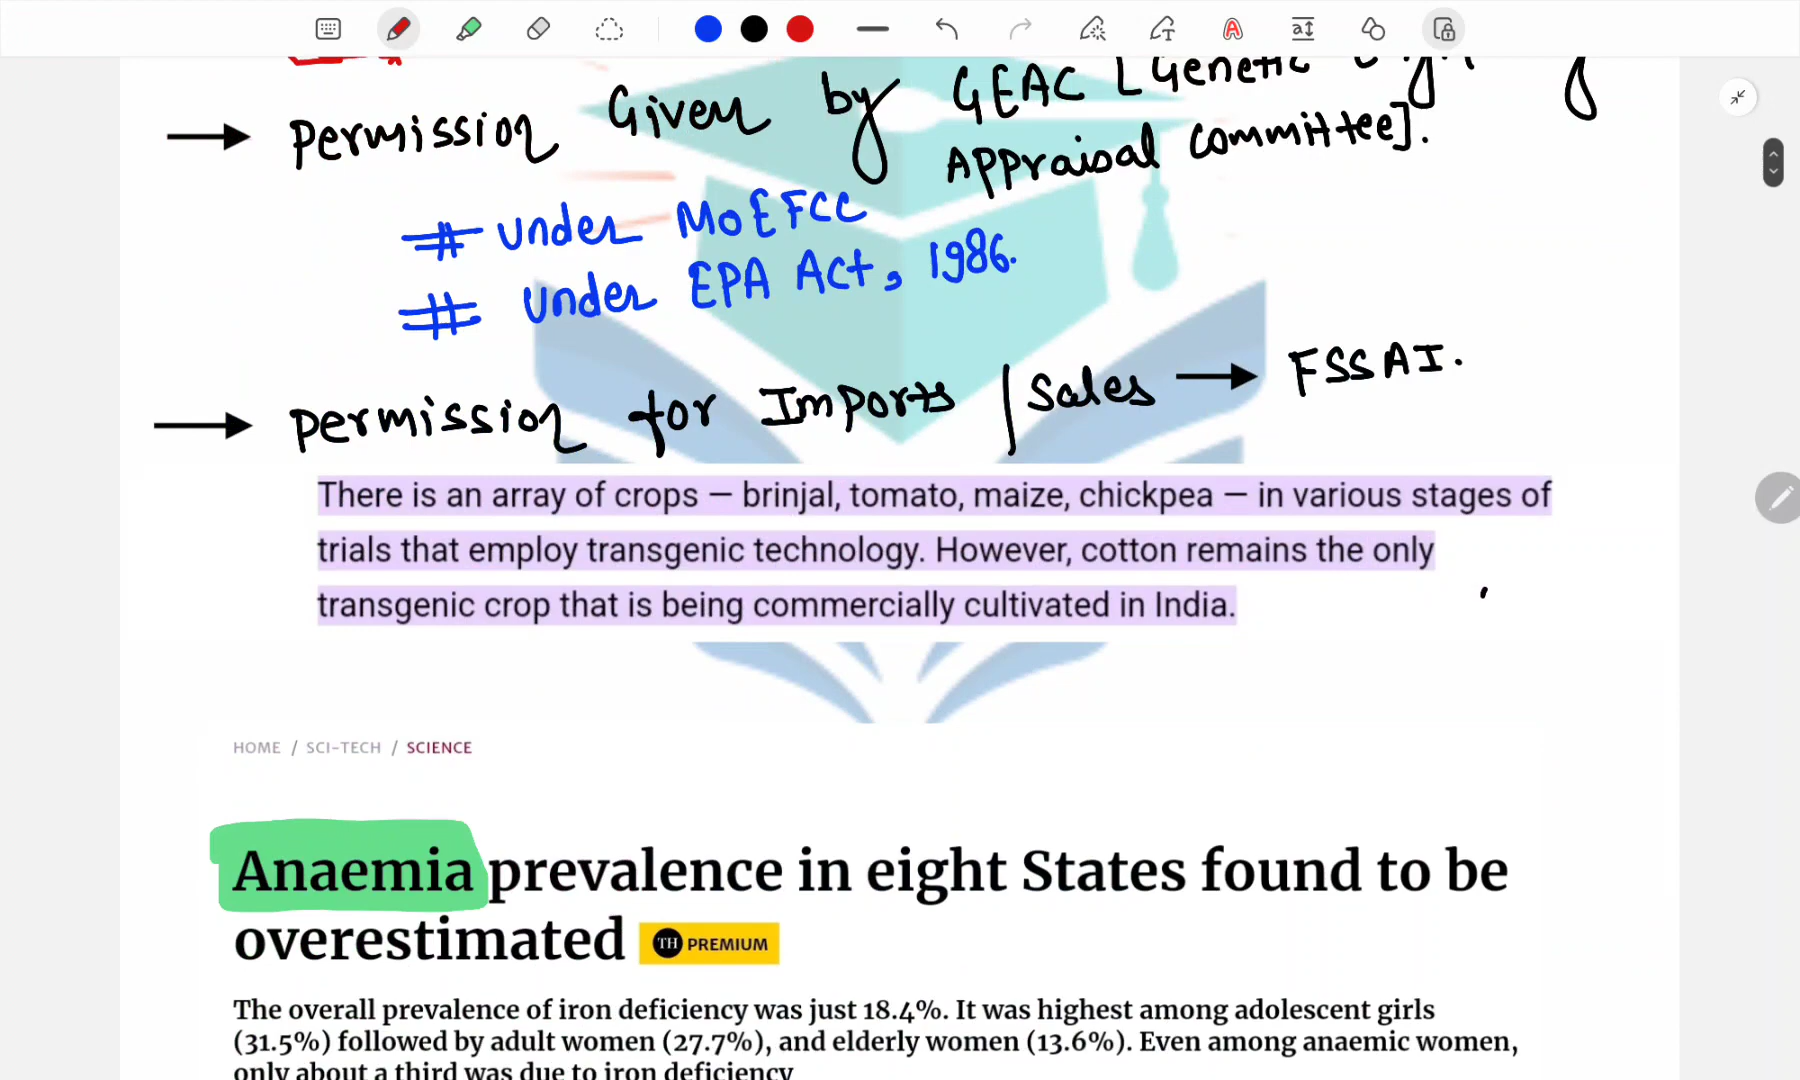 Permission Given by GEAC [Genetic
Appraisal committee].
# under MoEFCC
# under EPA Act, 1986.
Permission for Imports | Sales → FSSAI.
There is an array of crops — brinjal, tomato, maize, chickpea — in various stages of
trials that employ transgenic technology. However, cotton remains the only
transgenic crop that is being commercially cultivated in India.
HOME / SCI-TECH / SCIENCE
Anaemia prevalence in eight States found to be
overestimated TH PREMIUM
The overall prevalence of iron deficiency was just 18.4%. It was highest among adolescent girls
(31.5%) followed by adult women (27.7%), and elderly women (13.6%). Even among anaemic women,
only about a third was due to iron deficiency